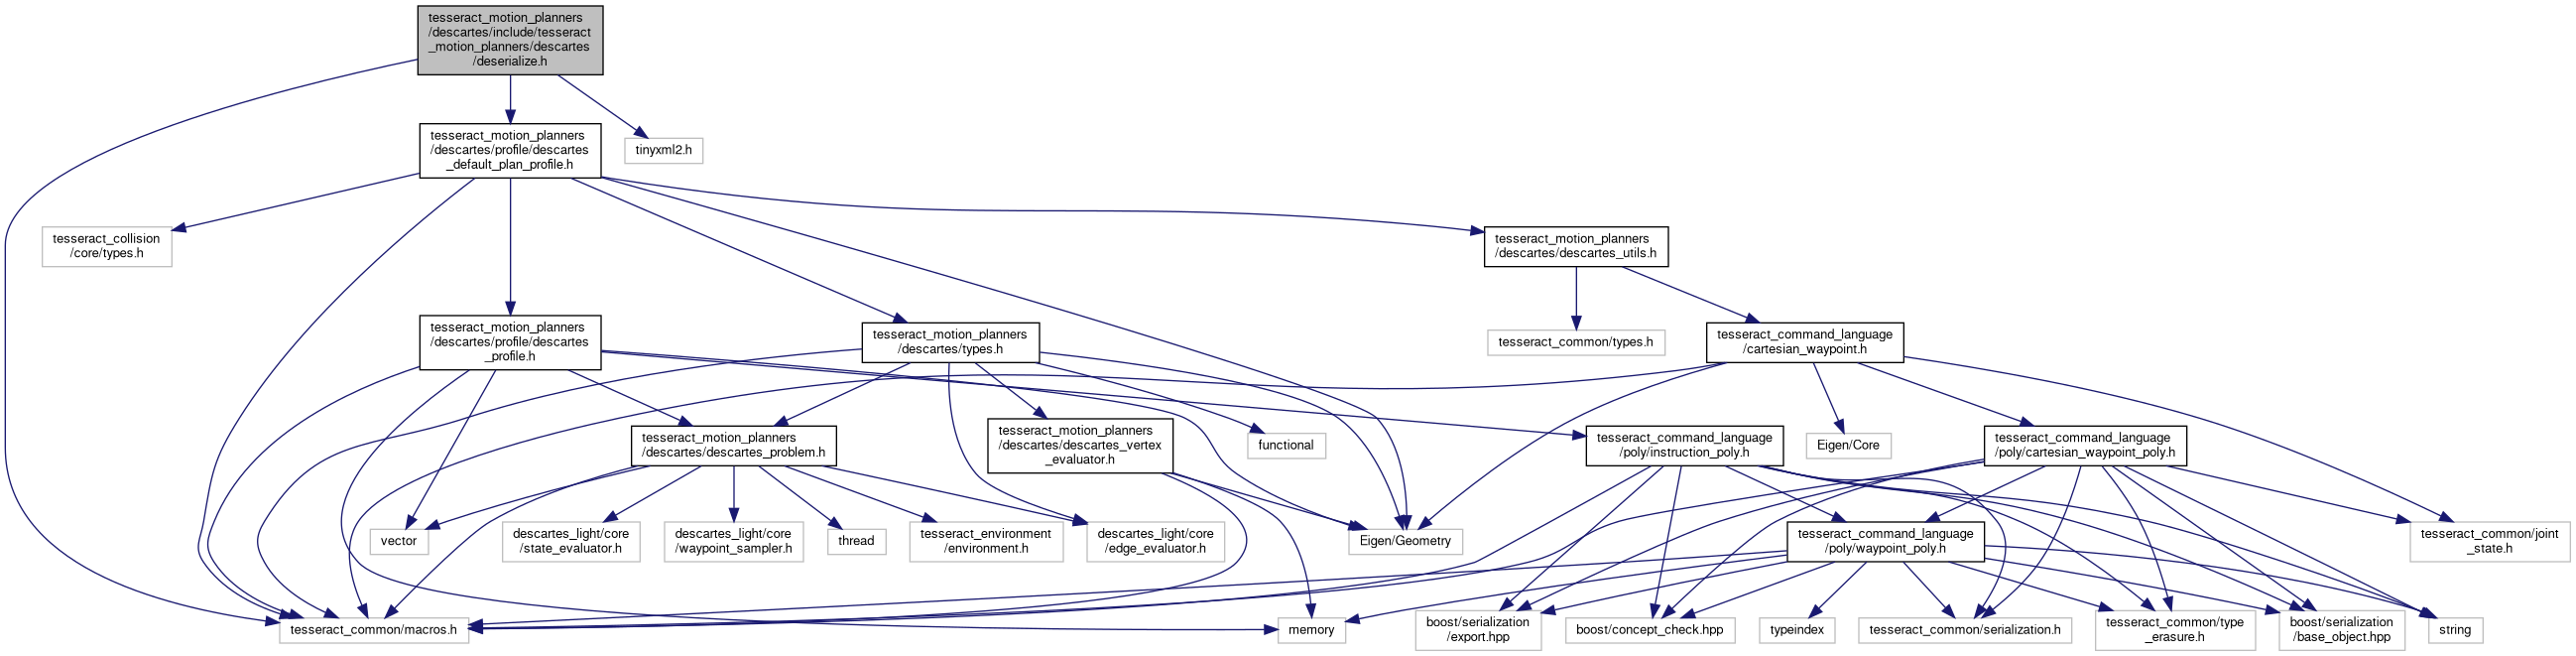 tesseract_motion_planners
/descartes/include/tesseract
_motion_planners/descartes
/deserialize.h
tesseract_motion_planners
/descartes/profile/descartes
_default_plan_profile.h
tinyxml2.h
tesseract_collision
/core/types.h
tesseract_motion_planners
/descartes/descartes_utils.h
tesseract_motion_planners
/descartes/profile/descartes
_profile.h
tesseract_motion_planners
/descartes/types.h
tesseract_common/types.h
tesseract_command_language
/cartesian_waypoint.h
tesseract_motion_planners
/descartes/descartes_problem.h
tesseract_motion_planners
/descartes/descartes_vertex
_evaluator.h
functional
tesseract_command_language
/poly/instruction_poly.h
Eigen/Core
tesseract_command_language
/poly/cartesian_waypoint_poly.h
vector
descartes_light/core
/state_evaluator.h
descartes_light/core
/waypoint_sampler.h
thread
tesseract_environment
/environment.h
descartes_light/core
/edge_evaluator.h
Eigen/Geometry
tesseract_command_language
/poly/waypoint_poly.h
tesseract_common/joint
_state.h
tesseract_common/macros.h
memory
boost/serialization
/export.hpp
boost/concept_check.hpp
typeindex
tesseract_common/serialization.h
tesseract_common/type
_erasure.h
boost/serialization
/base_object.hpp
string